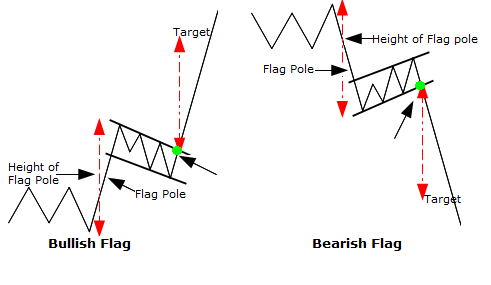 Target
Height of
Flag Pole
Flag Pole
Bullish Flag
Height of Flag pole
Flag Pole
Target
Bearish Flag